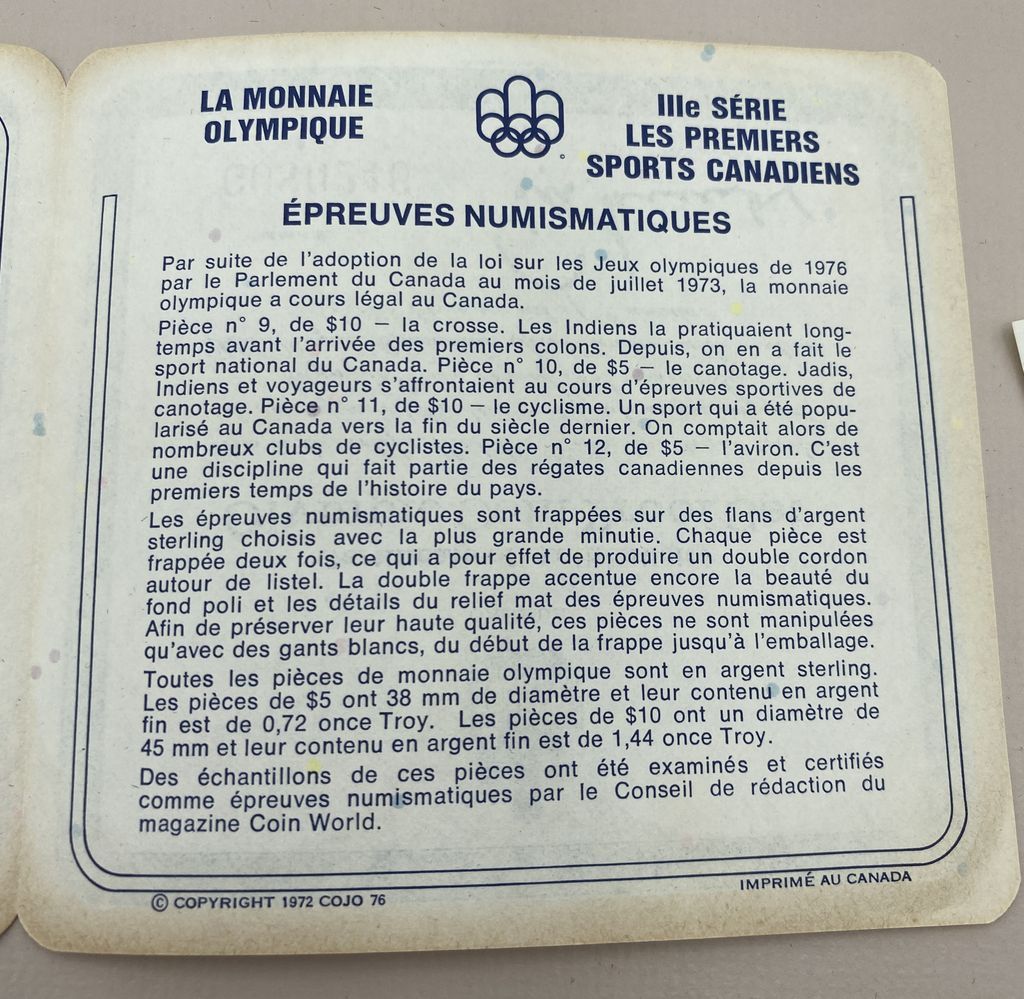 LA MONNAIE
OLYMPIQUE
IIIe SÉRIE
LES PREMIERS
SPORTS CANADIENS
ÉPREUVES NUMISMATIQUES
Par suite de l'adoption de la loi sur les Jeux olympiques de 1976
par le Parlement du Canada au mois de juillet 1973, la monnaie
olympique a cours légal au Canada.
Pièce n° 9, de $10 — la crosse. Les Indiens la pratiquaient long-
temps avant l'arrivée des premiers colons. Depuis, on en a fait le
sport national du Canada. Pièce n° 10, de $5 — le canotage. Jadis,
Indiens et voyageurs s'affrontaient au cours d'épreuves sportives de
canotage. Pièce n° 11, de $10 — le cyclisme. Un sport qui a été popu-
larisé au Canada vers la fin du siècle dernier. On comptait alors de
nombreux clubs de cyclistes. Pièce n° 12, de $5 — l'aviron. C'est
une discipline qui fait partie des régates canadiennes depuis les
premiers temps de l'histoire du pays.
Les épreuves numismatiques sont frappées sur des flans d'argent
sterling choisis avec la plus grande minutie. Chaque pièce est
frappée deux fois, ce qui a pour effet de produire un double cordon
autour de listel. La double frappe accentue encore la beauté du
fond poli et les détails du relief mat des épreuves numismatiques.
Afin de préserver leur haute qualité, ces pièces ne sont manipulées
qu'avec des gants blancs, du début de la frappe jusqu'à l'emballage.
Toutes les pièces de monnaie olympique sont en argent sterling.
Les pièces de $5 ont 38 mm de diamètre et leur contenu en argent
fin est de 0,72 once Troy. Les pièces de $10 ont un diamètre de
45 mm et leur contenu en argent fin est de 1,44 once Troy.
Des échantillons de ces pièces ont été examinés et certifiés
comme épreuves numismatiques par le Conseil de rédaction du
magazine Coin World.
© COPYRIGHT 1972 COJO 76
IMPRIMÉ AU CANADA